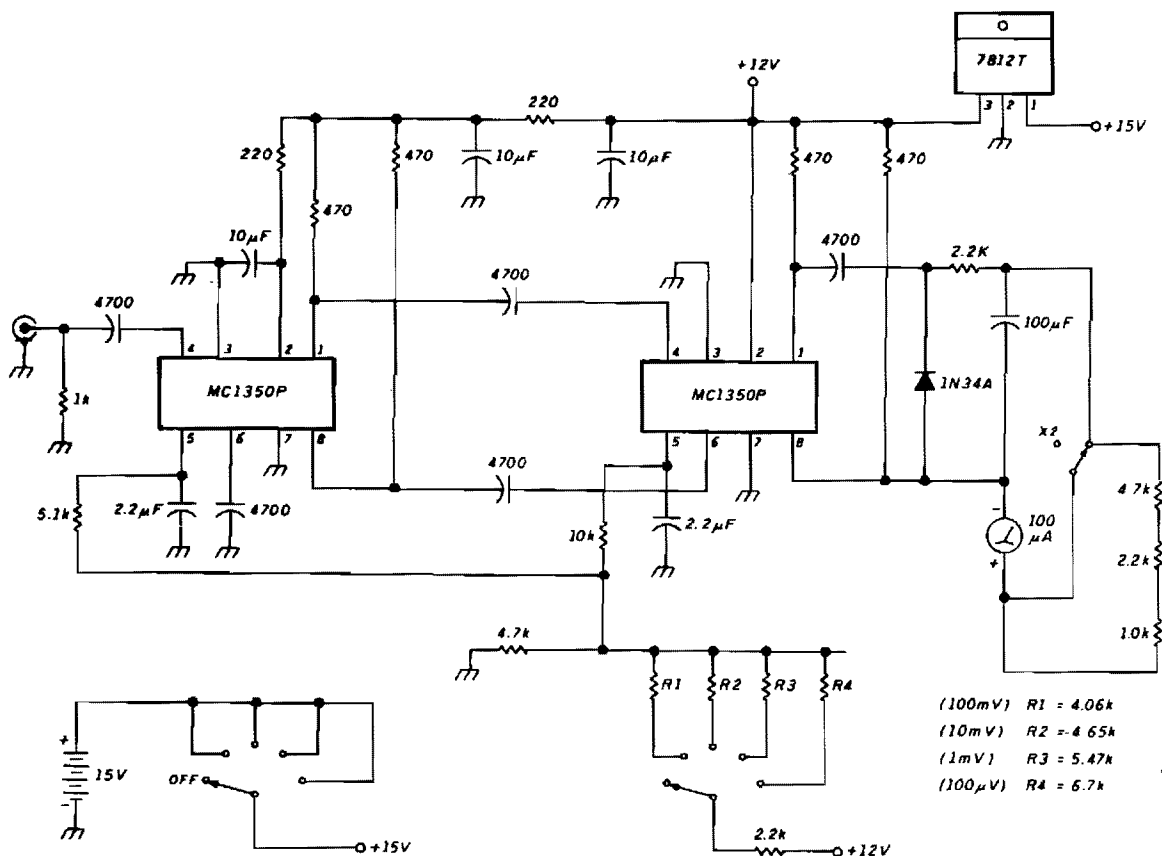 7812T
+12V
3 2 1
+15V
220
220
10µF
10µF
470
470
470
470
10µF
4700
2.2K
4700
4700
100µF
4 3 2 1
4 3 2 1
1k
MC1350P
MC1350P
1N34A
X2
5 6 7 8
5 6 7 8
4700
5.1k
2.2µF
4700
10k
2.2µF
-
100
µA
+
4.7k
2.2k
1.0k
4.7k
R1 R2 R3 R4
(100mV) R1 = 4.06k
(10mV) R2 = 4.65k
(1mV) R3 = 5.47k
(100µV) R4 = 6.7k
+
15V
-
OFF
+15V
2.2k
+12V